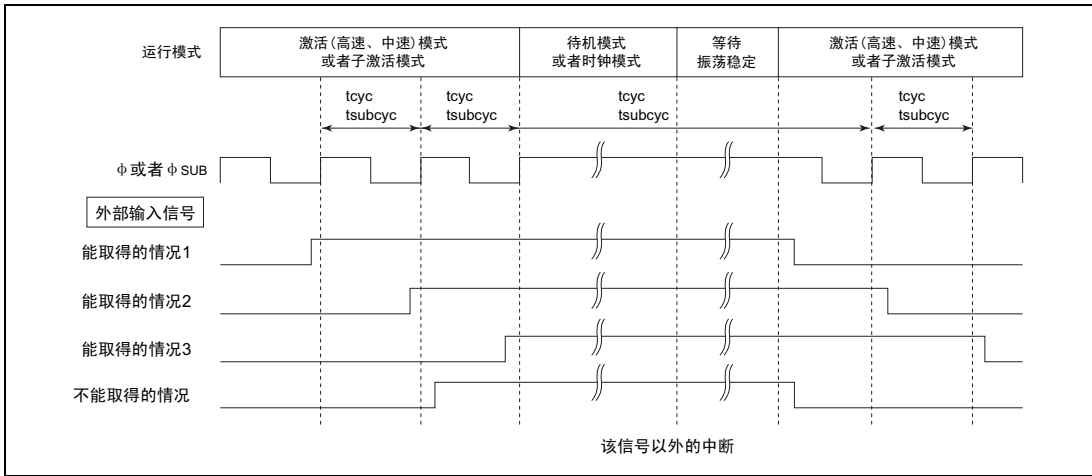 运行模式
激活(高速、中速)模式
或者子激活模式
待机模式
或者时钟模式
等待
振荡稳定
激活(高速、中速)模式
或者子激活模式
tcyc
tsubcyc
tcyc
tsubcyc
tcyc
tsubcyc
tcyc
tsubcyc
φ或者φSUB
外部输入信号
能取得的情况1
能取得的情况2
能取得的情况3
不能取得的情况
该信号以外的中断